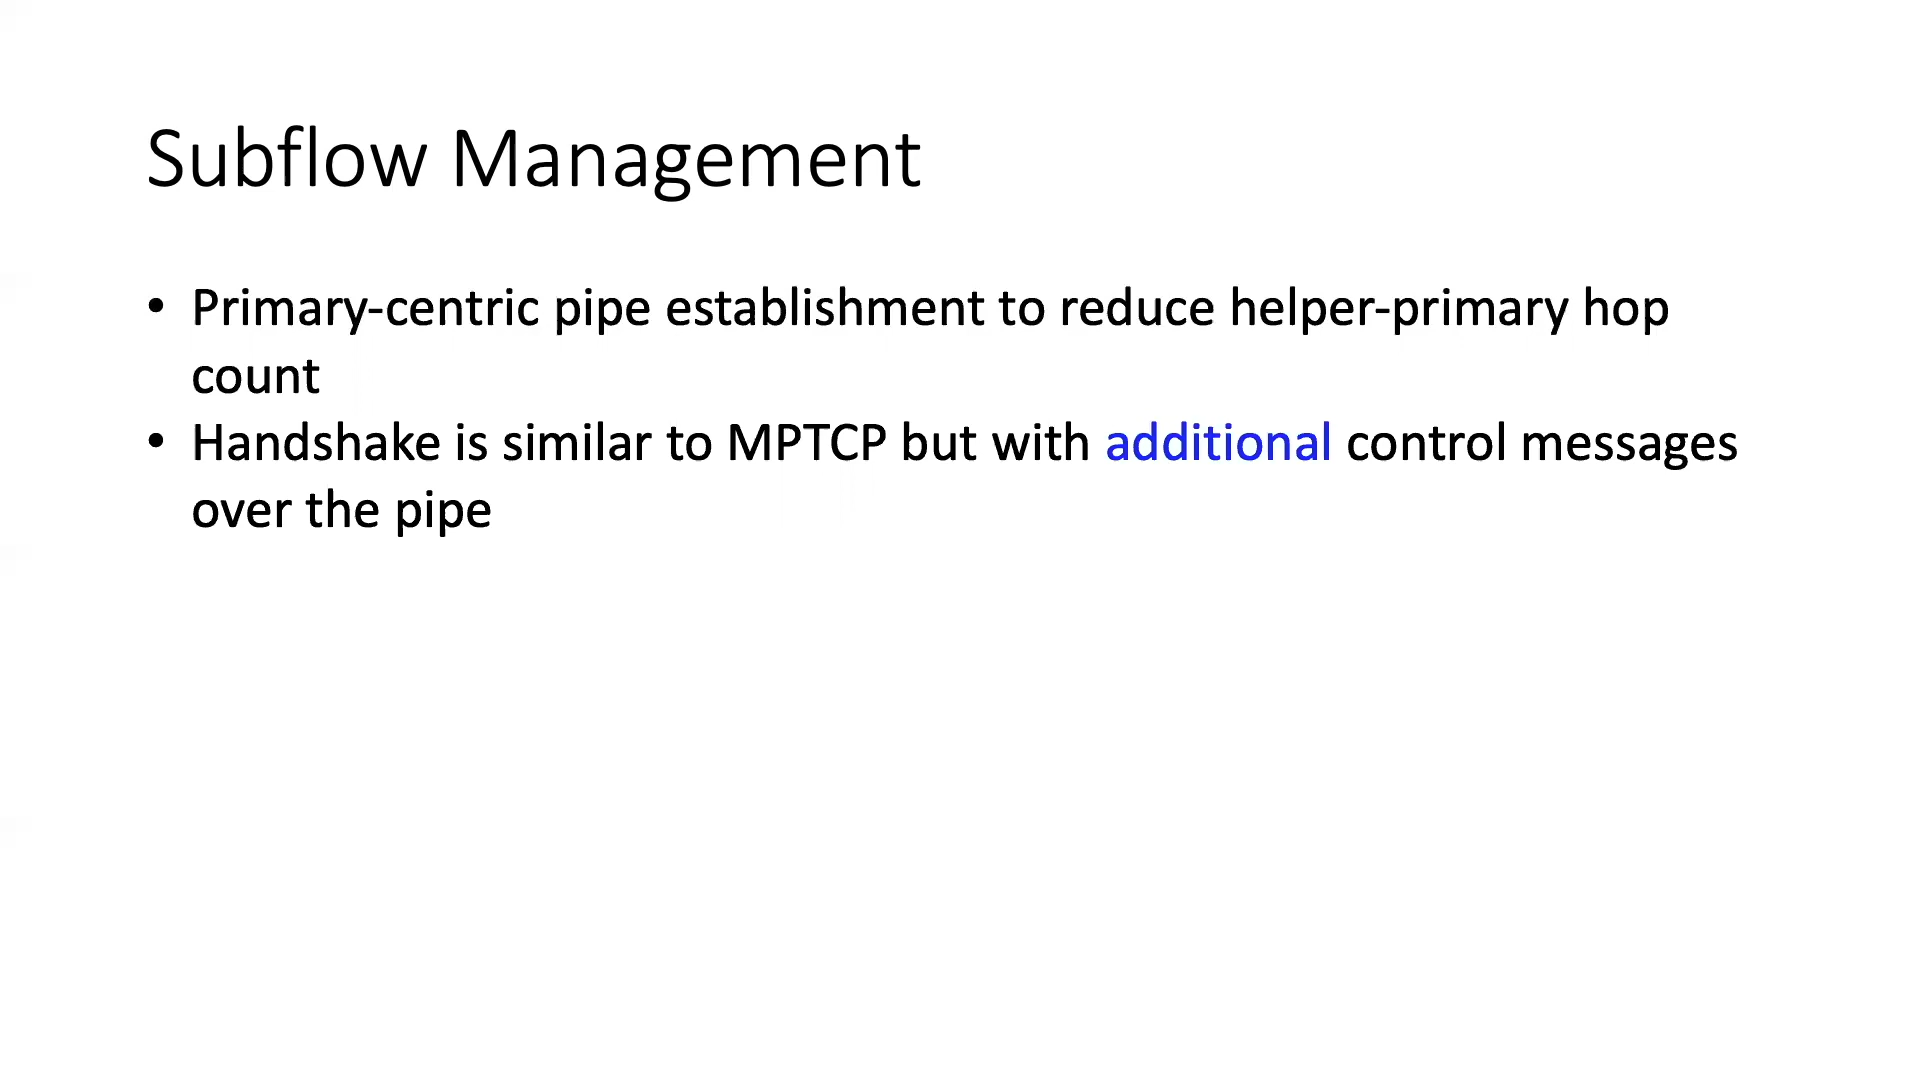 Subflow Management
• Primary-centric pipe establishment to reduce helper-primary hop
count
• Handshake is similar to MPTCP but with additional control messages
over the pipe